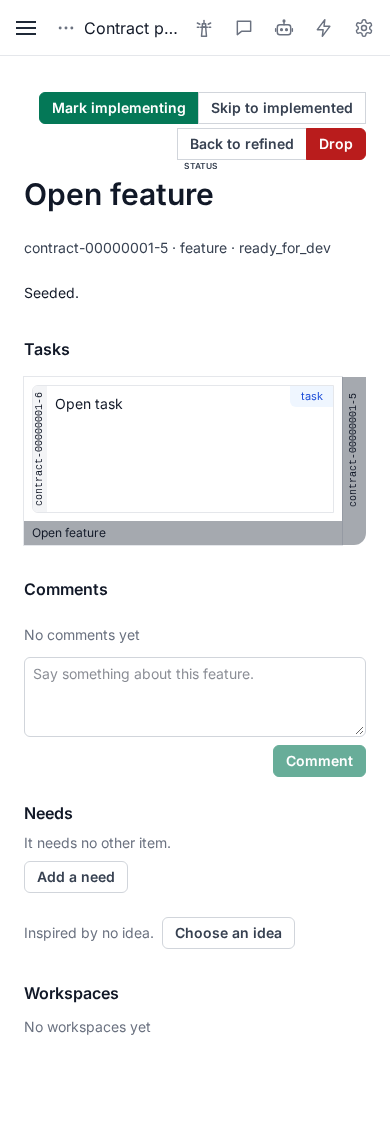 Contract p...
Mark implementing
Skip to implemented
Back to refined
Drop
STATUS
Open feature
contract-00000001-5 · feature · ready_for_dev
Seeded.
Tasks
contract-00000001-6
Open task
task
contract-00000001-5
Open feature
Comments
No comments yet
Say something about this feature.
Comment
Needs
It needs no other item.
Add a need
Inspired by no idea.
Choose an idea
Workspaces
No workspaces yet